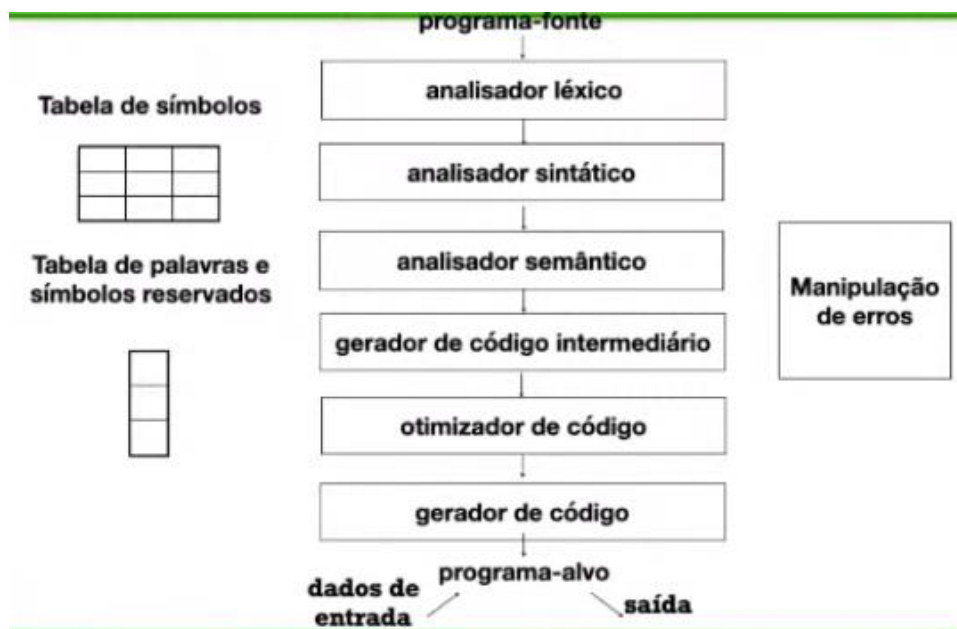 programa-fonte
analisador léxico
Tabela de símbolos
analisador sintático
Tabela de palavras e
símbolos reservados
analisador semântico
Manipulação
de erros
gerador de código intermediário
otimizador de código
gerador de código
programa-alvo
dados de
entrada
saída